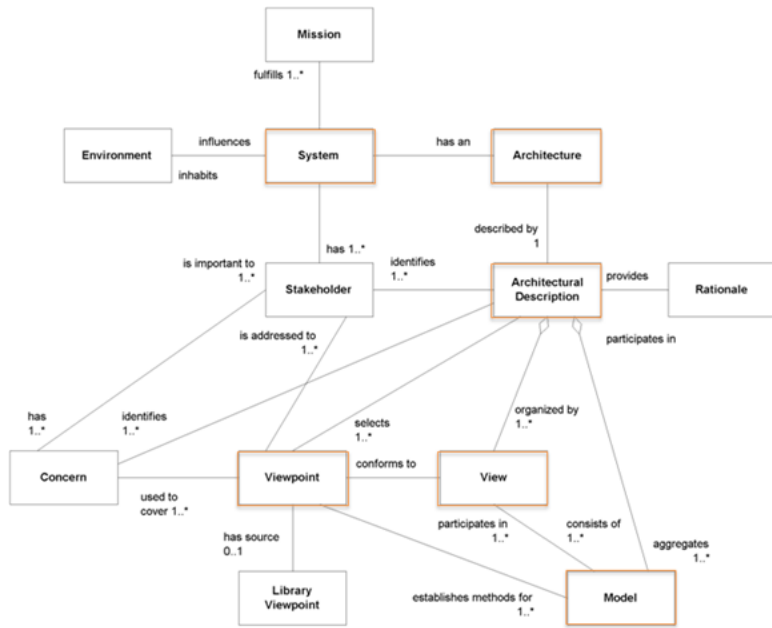 Mission
fulfills 1..*
Environment
influences
inhabits
System
has an
Architecture
has 1..*
described by
1
is important to
1..*
Stakeholder
identifies
1..*
Architectural
Description
provides
Rationale
is addressed to
1..*
participates in
has
1..*
identifies
1..*
selects
1..*
organized by
1..*
Concern
used to
cover 1..*
Viewpoint
conforms to
View
has source
0..1
participates in
1..*
consists of
1..*
aggregates
1..*
Library
Viewpoint
establishes methods for
1..*
Model